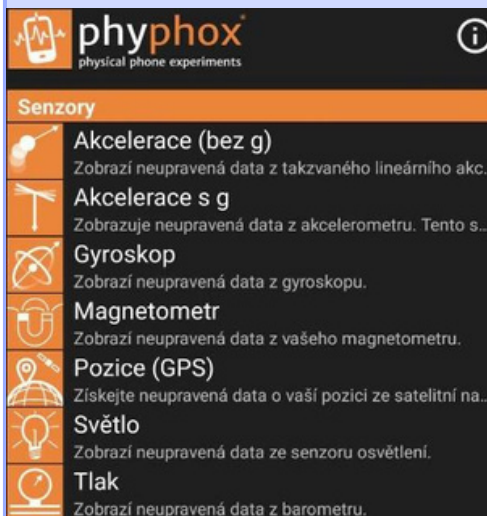 phyphox
physical phone experiments
Senzory
Akcelerace (bez g)
Zobrazí neupravená data z takzvaného lineárního akc.
Akcelerace s g
Zobrazuje neupravená data z akcelerometru. Tento s...
Gyroskop
Zobrazí neupravená data z gyroskopu.
Magnetometr
Zobrazí neupravená data z vašeho magnetometru.
Pozice (GPS)
Získejte neupravená data o vaší pozici ze satelitní na...
Světlo
Zobrazí neupravená data ze senzoru osvětlení.
Tlak
Zobrazí neupravená data z barometru.